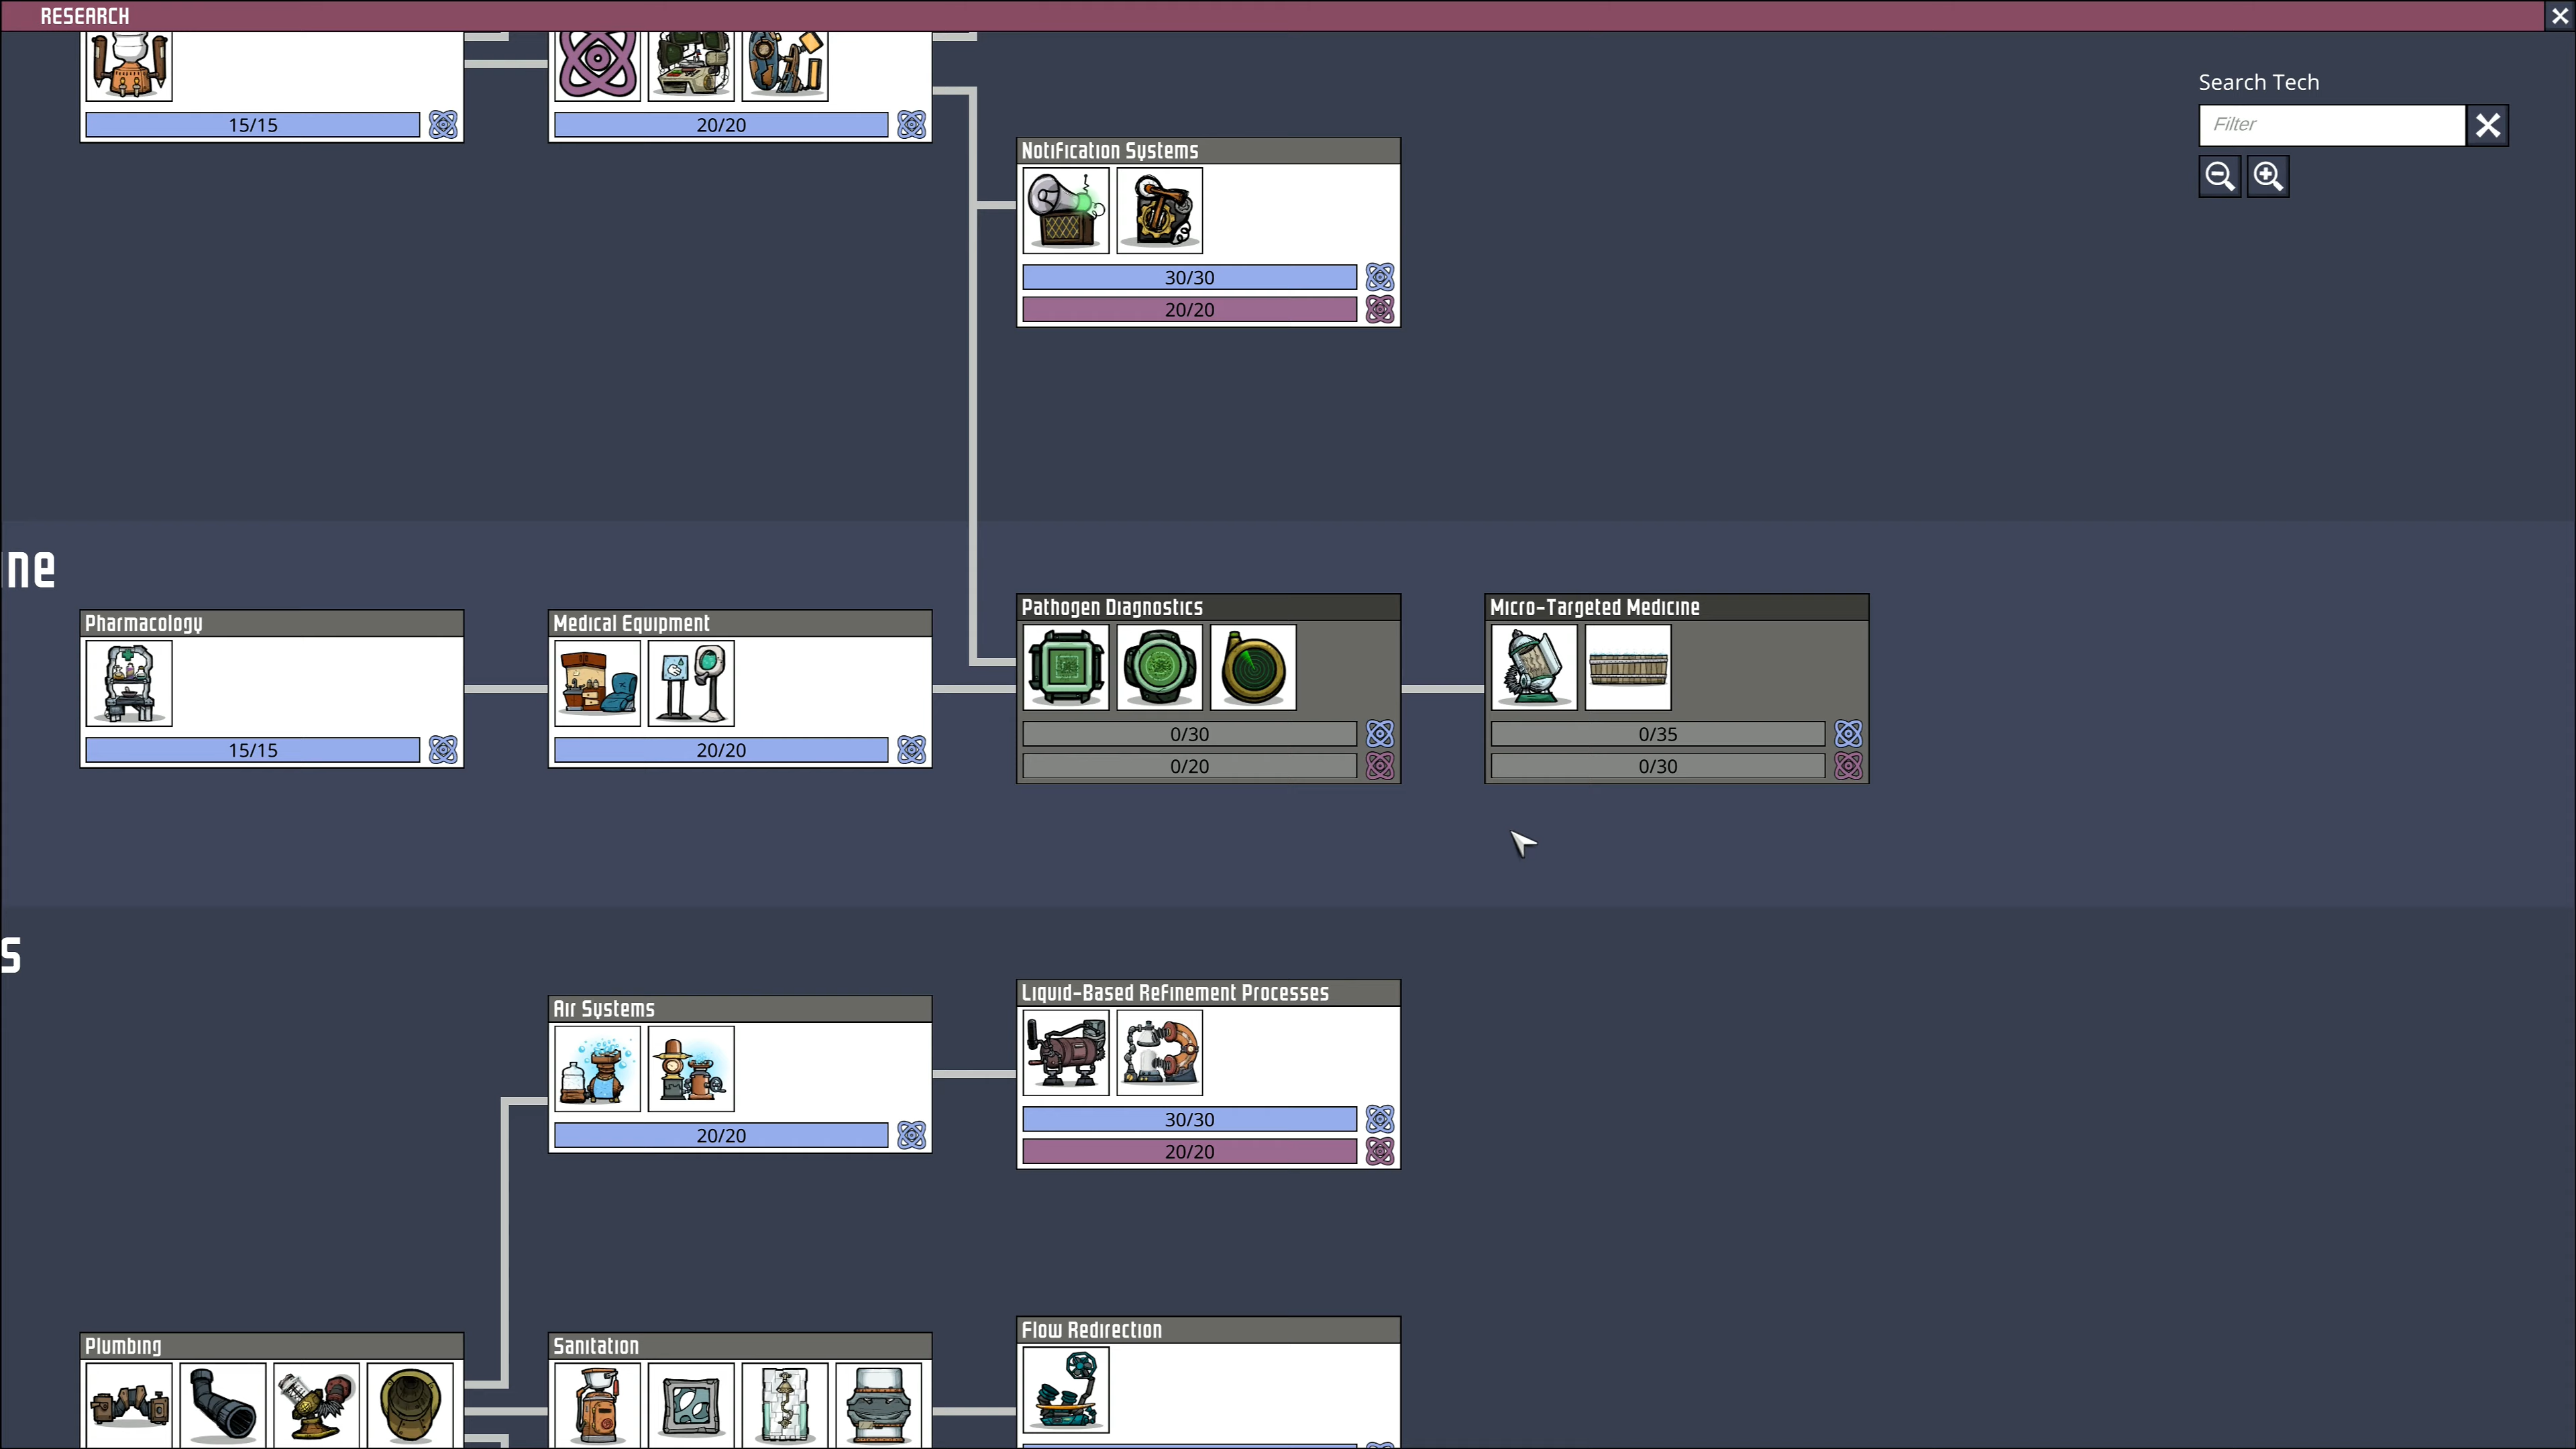 RESEARCH
Search Tech
Filter
15/15
20/20
Notification Systems
30/30
20/20
ne
Pharmacology
15/15
Medical Equipment
20/20
Pathogen Diagnostics
0/30
0/20
Micro-Targeted Medicine
0/35
0/30
s
Air Systems
20/20
Liquid-Based Refinement Processes
30/30
20/20
Plumbing
Sanitation
Flow Redirection